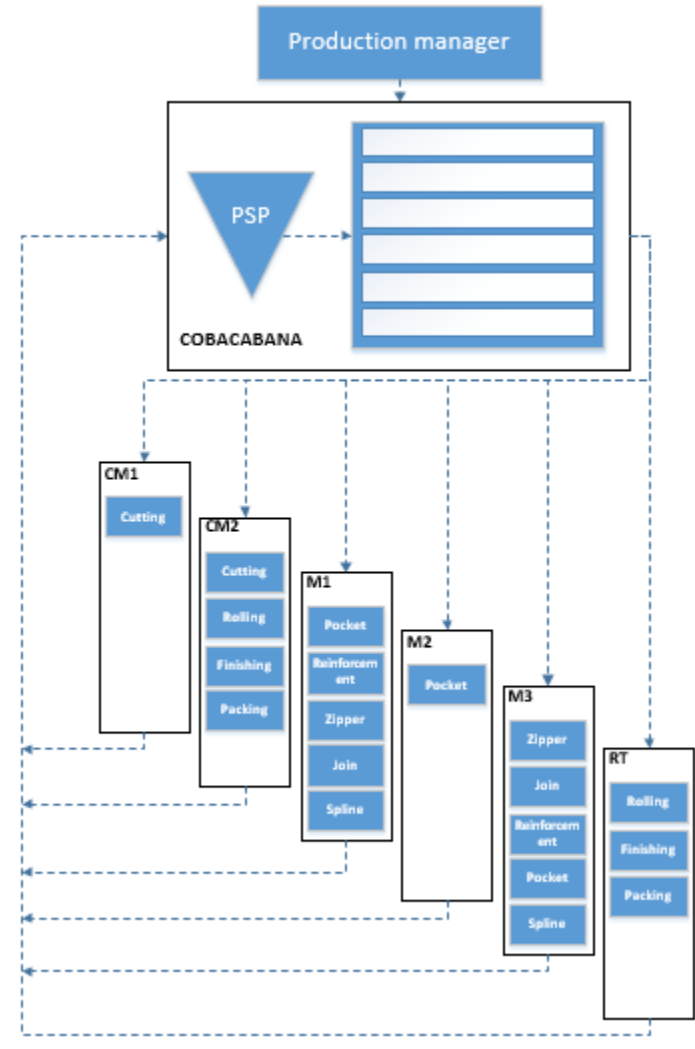 Production manager
PSP
COBACABANA
CM1
Cutting
CM2
Cutting
Rolling
Finishing
Packing
M1
Pocket
Reinforcem
ent
Zipper
Join
Spline
M2
Pocket
M3
Zipper
Join
Reinforcem
ent
Pocket
Spline
RT
Rolling
Finishing
Packing